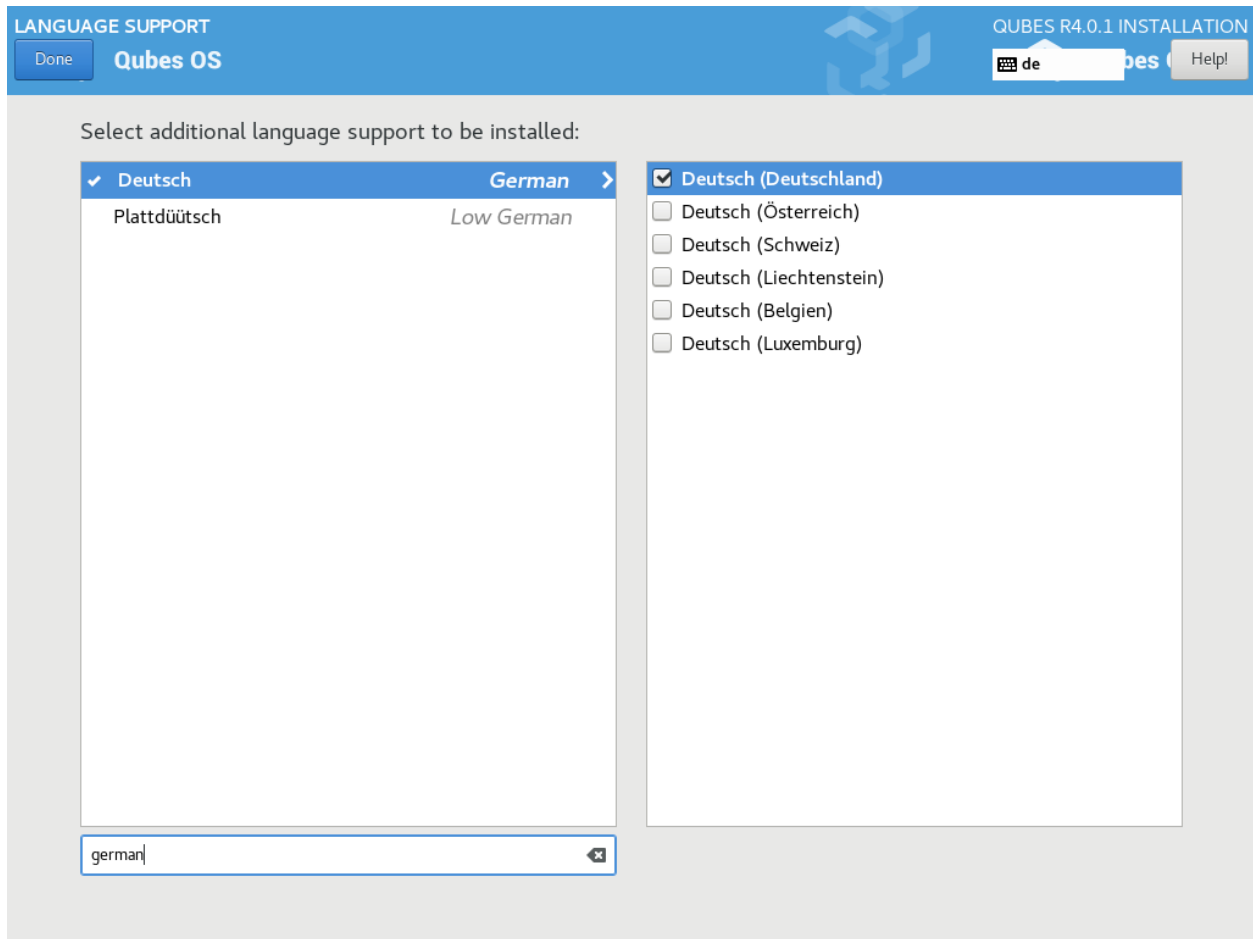 LANGUAGE SUPPORT
QUBES R4.0.1 INSTALLATION
Done
Qubes OS
de
Help!
Select additional language support to be installed:
Deutsch German
Plattdüütsch Low German
Deutsch (Deutschland)
Deutsch (Österreich)
Deutsch (Schweiz)
Deutsch (Liechtenstein)
Deutsch (Belgien)
Deutsch (Luxemburg)
german